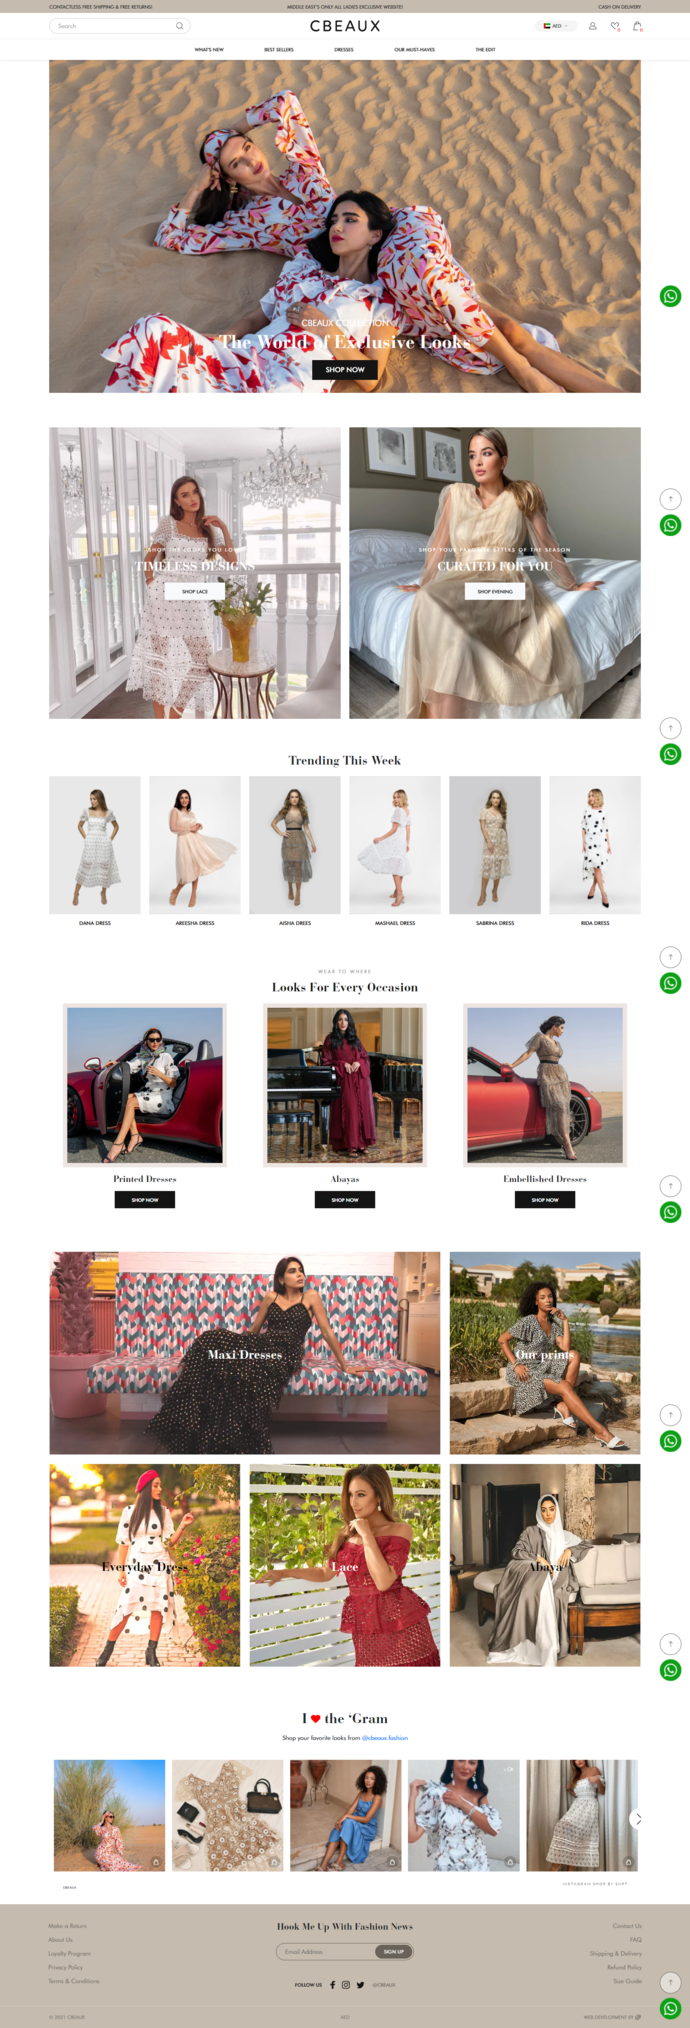 CONTACTLESS FREE SHIPPING & FREE RETURNS!
MIDDLE EAST'S ONLY ALL LADIES EXCLUSIVE WEBSITE!
CASH ON DELIVERY
Search
CBEAUX
AED
0
0
WHAT'S NEW
BEST SELLERS
DRESSES
OUR MUST-HAVES
THE EDIT
CBEAUX COLLECTION
The World of Exclusive Looks
SHOP NOW
SHOP THE LOOKS YOU LOVE
TIMELESS DESIGNS
SHOP LACE
SHOP YOUR FAVORITE STYLES OF THE SEASON
CURATED FOR YOU
SHOP EVENING
Trending This Week
DANA DRESS
AREESHA DRESS
AISHA DREES
MASHAEL DRESS
SABRINA DRESS
RIDA DRESS
WEAR TO WHERE
Looks For Every Occasion
Printed Dresses
Abayas
Embellished Dresses
SHOP NOW
SHOP NOW
SHOP NOW
Maxi Dresses
Our prints
Everyday Dress
Lace
Abaya
I ❤ the ‘Gram
Shop your favorite looks from @cbeaux.fashion
CBEAUX
INSTAGRAM SHOP BY SNPT
Make a Return
About Us
Loyalty Program
Privacy Policy
Terms & Conditions
Hook Me Up With Fashion News
Email Address
SIGN UP
FOLLOW US
@CBEAUX
Contact Us
FAQ
Shipping & Delivery
Refund Policy
Size Guide
© 2021 CBEAUX
AED
WEB DEVELOPMENT BY